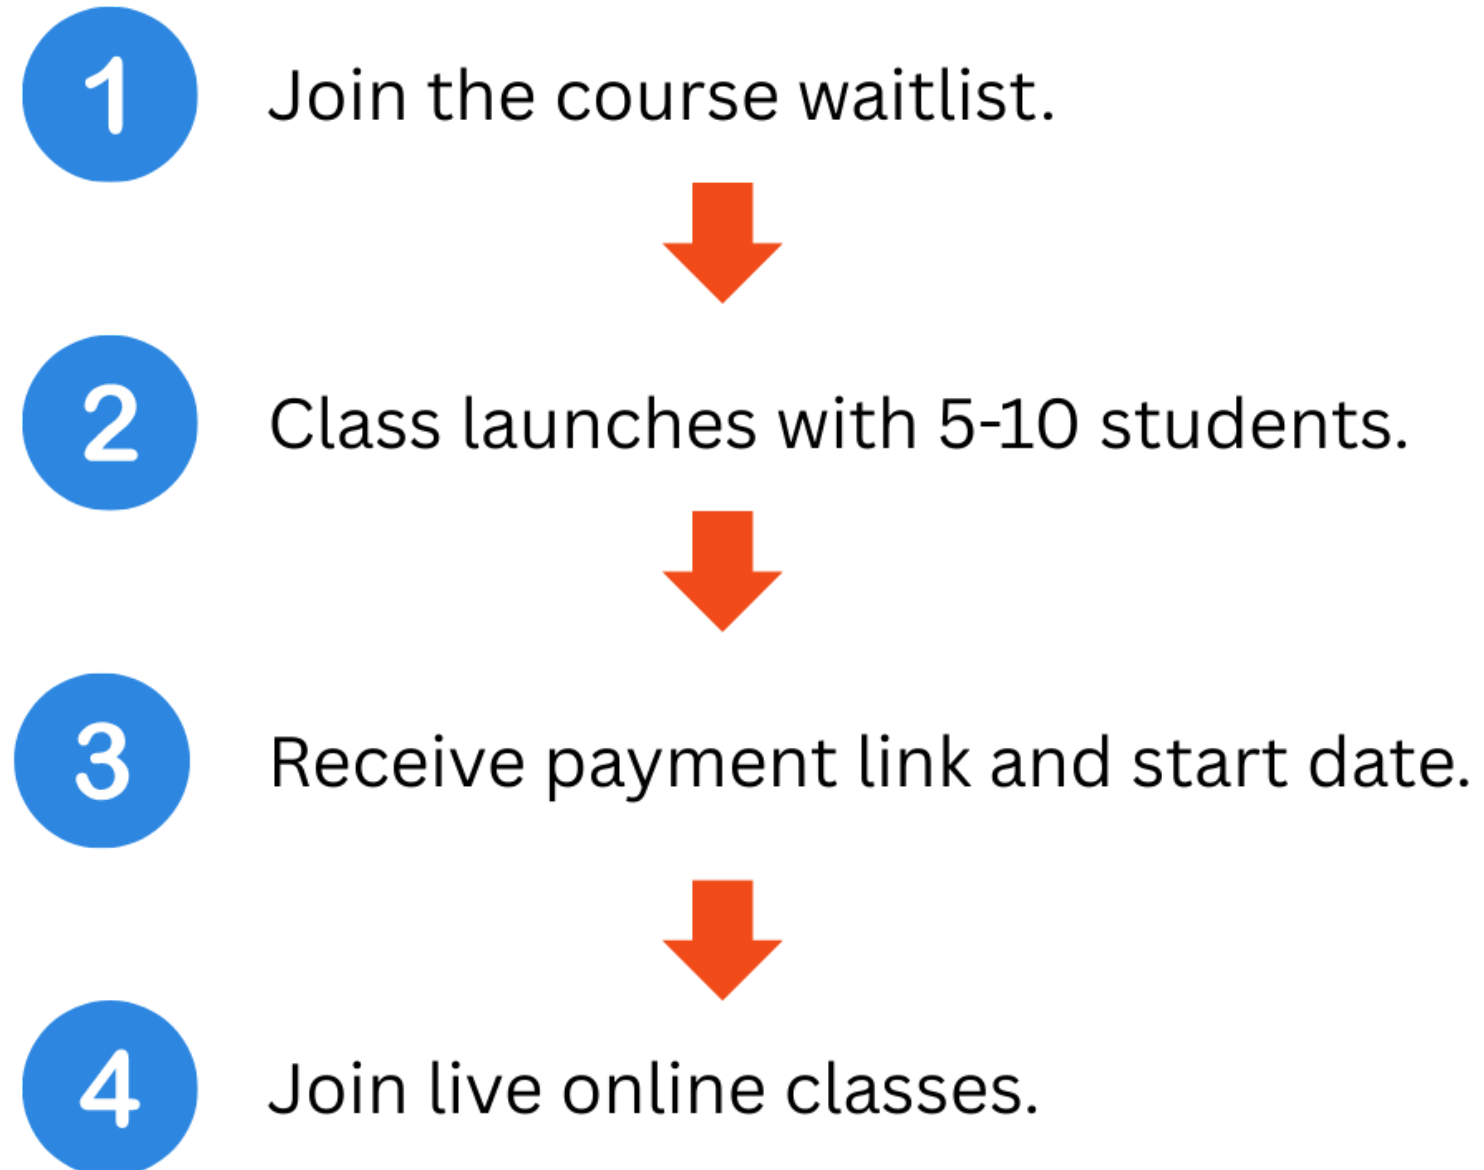 1 Join the course waitlist.
2 Class launches with 5-10 students.
3 Receive payment link and start date.
4 Join live online classes.